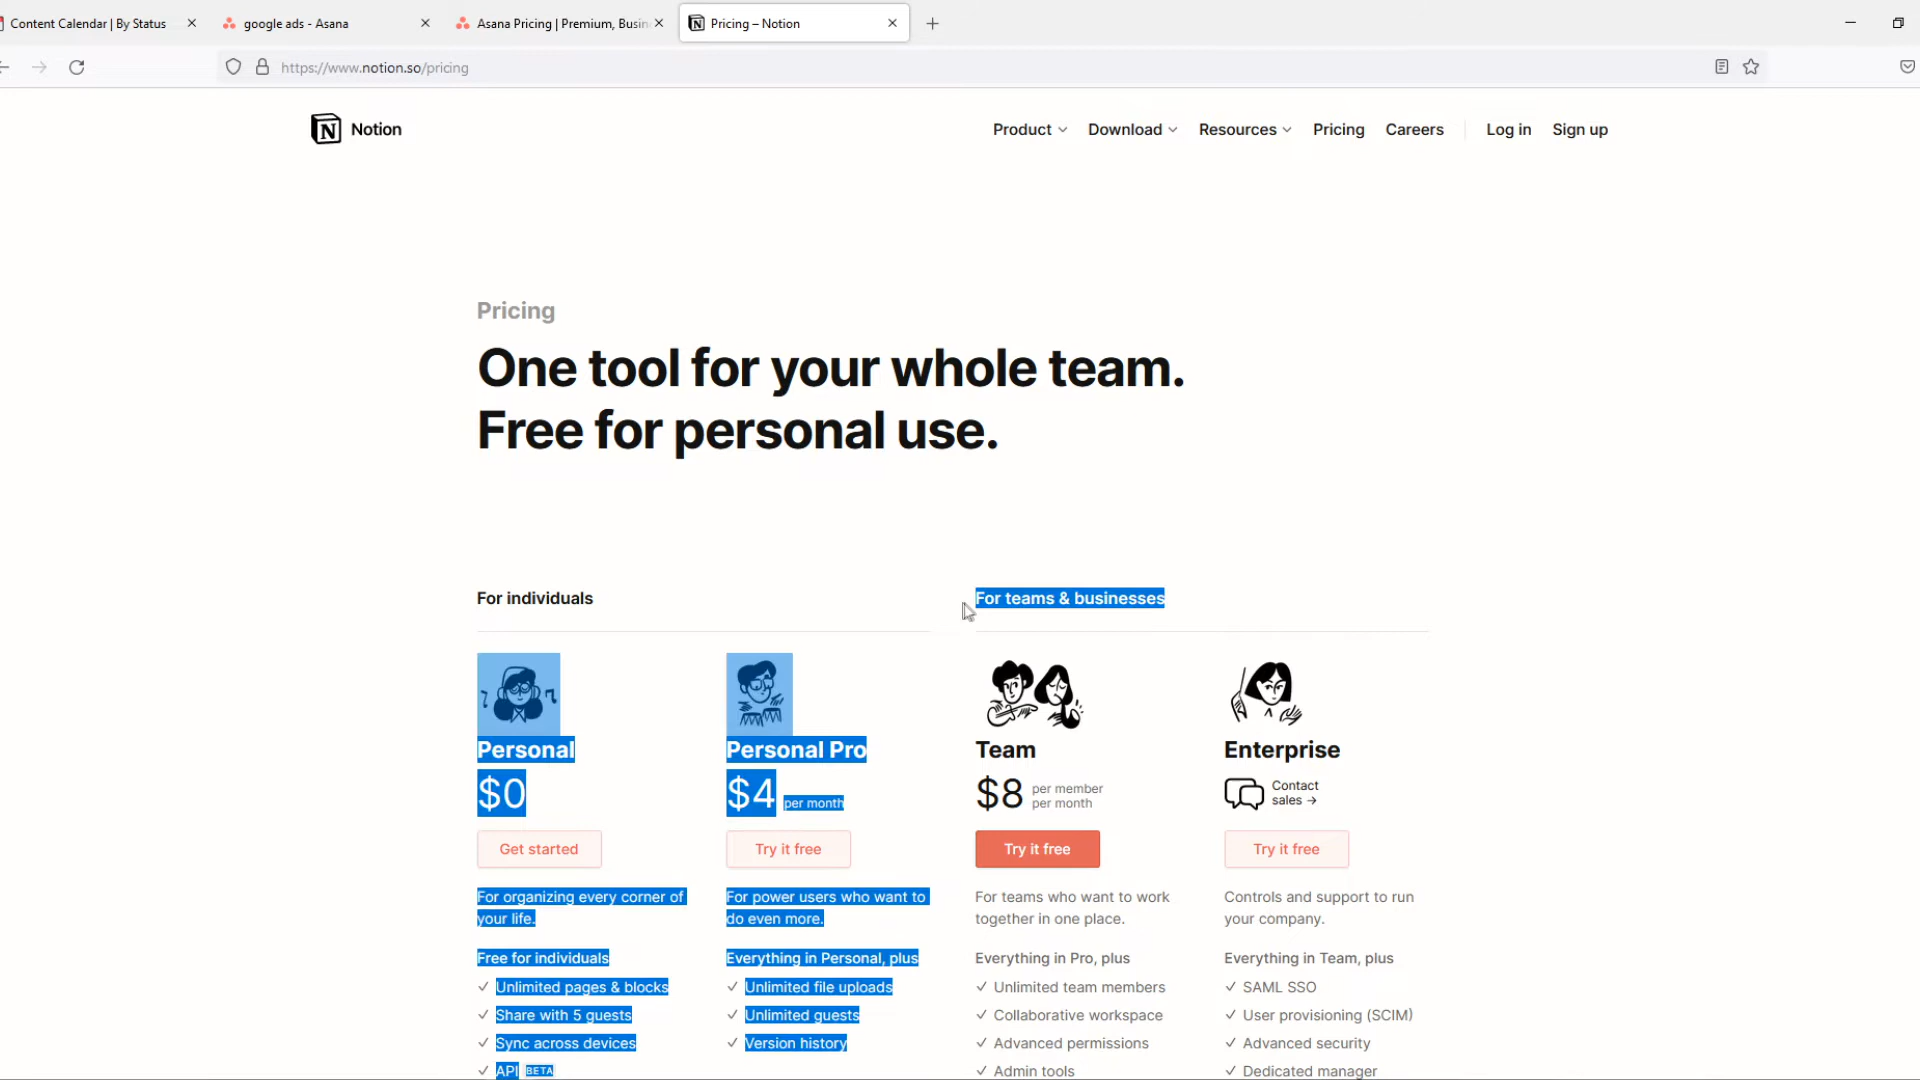 Content Calendar | By Status
google ads - Asana
Asana Pricing | Premium, Busin
Pricing – Notion
https://www.notion.so/pricing
Notion
Product
Download
Resources
Pricing
Careers
Log in
Sign up
Pricing
One tool for your whole team.
Free for personal use.
For individuals
For teams & businesses
Personal
$0
Get started
For organizing every corner of
your life.
Free for individuals
Unlimited pages & blocks
Share with 5 guests
Sync across devices
API BETA
Personal Pro
$4 per month
Try it free
For power users who want to
do even more.
Everything in Personal, plus
Unlimited file uploads
Unlimited guests
Version history
Team
$8 per member
per month
Try it free
For teams who want to work
together in one place.
Everything in Pro, plus
Unlimited team members
Collaborative workspace
Advanced permissions
Admin tools
Enterprise
Contact
sales →
Try it free
Controls and support to run
your company.
Everything in Team, plus
SAML SSO
User provisioning (SCIM)
Advanced security
Dedicated manager